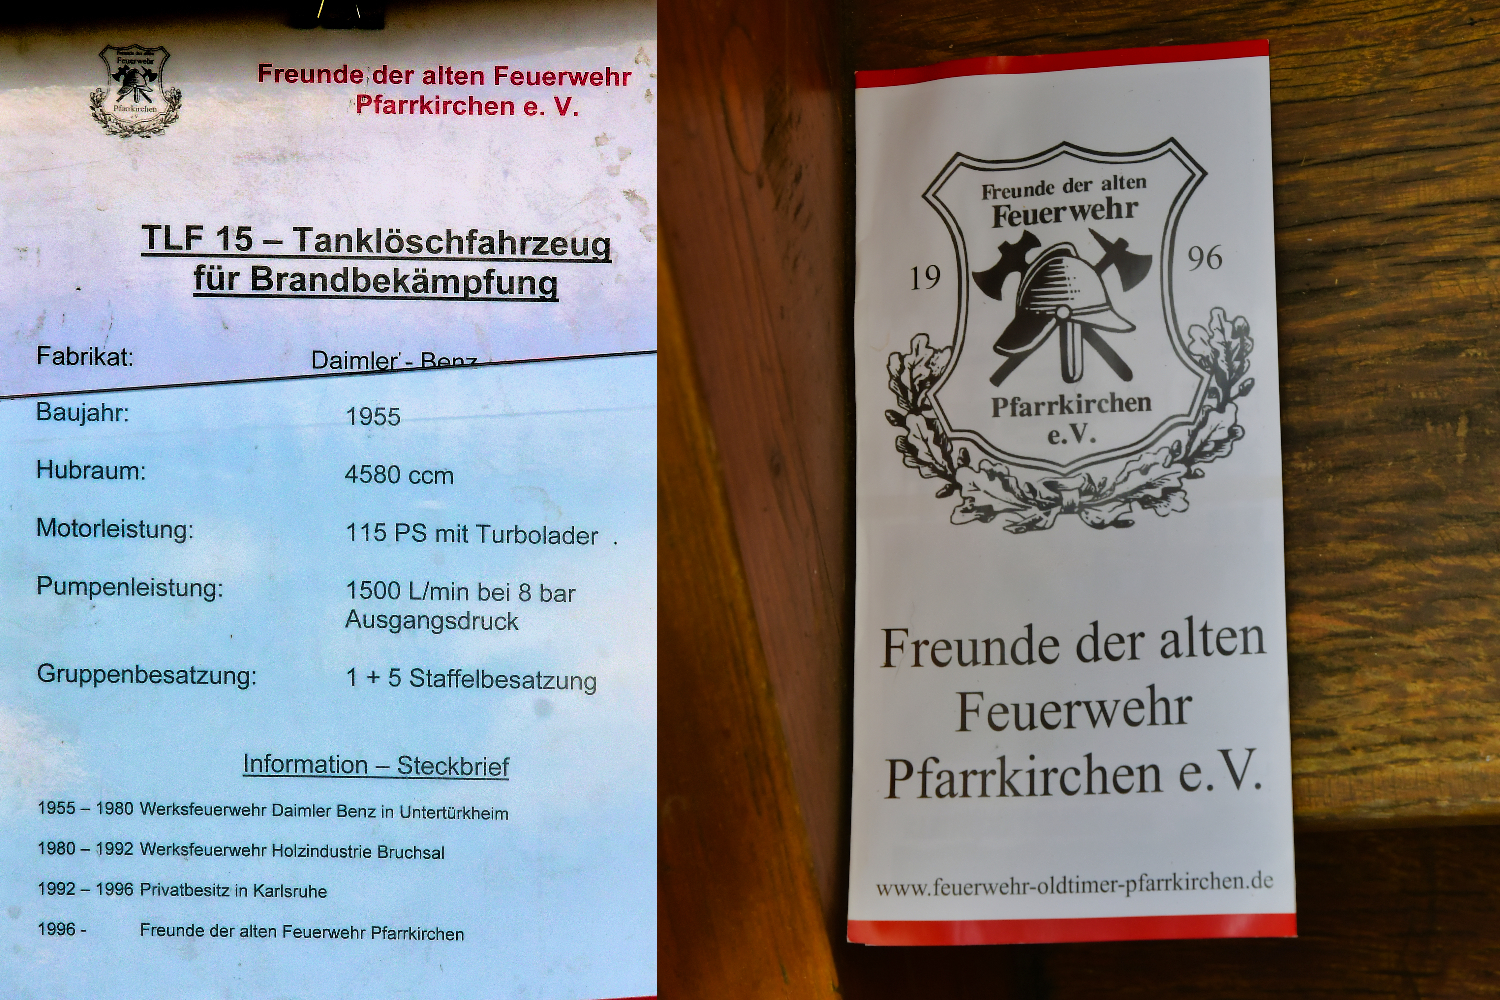 Freunde der alten
Feuerwehr
Pfarrkirchen
Freunde der alten Feuerwehr
Pfarrkirchen e. V.
TLF 15 – Tanklöschfahrzeug
für Brandbekämpfung
Fabrikat: Daimler - Benz
Baujahr: 1955
Hubraum: 4580 ccm
Motorleistung: 115 PS mit Turbolader .
Pumpenleistung: 1500 L/min bei 8 bar
Ausgangsdruck
Gruppenbesatzung: 1 + 5 Staffelbesatzung
Information – Steckbrief
1955 – 1980 Werksfeuerwehr Daimler Benz in Untertürkheim
1980 – 1992 Werksfeuerwehr Holzindustrie Bruchsal
1992 – 1996 Privatbesitz in Karlsruhe
1996 - Freunde der alten Feuerwehr Pfarrkirchen
Freunde der alten
Feuerwehr
19 96
Pfarrkirchen
e.V.
Freunde der alten
Feuerwehr
Pfarrkirchen e.V.
www.feuerwehr-oldtimer-pfarrkirchen.de